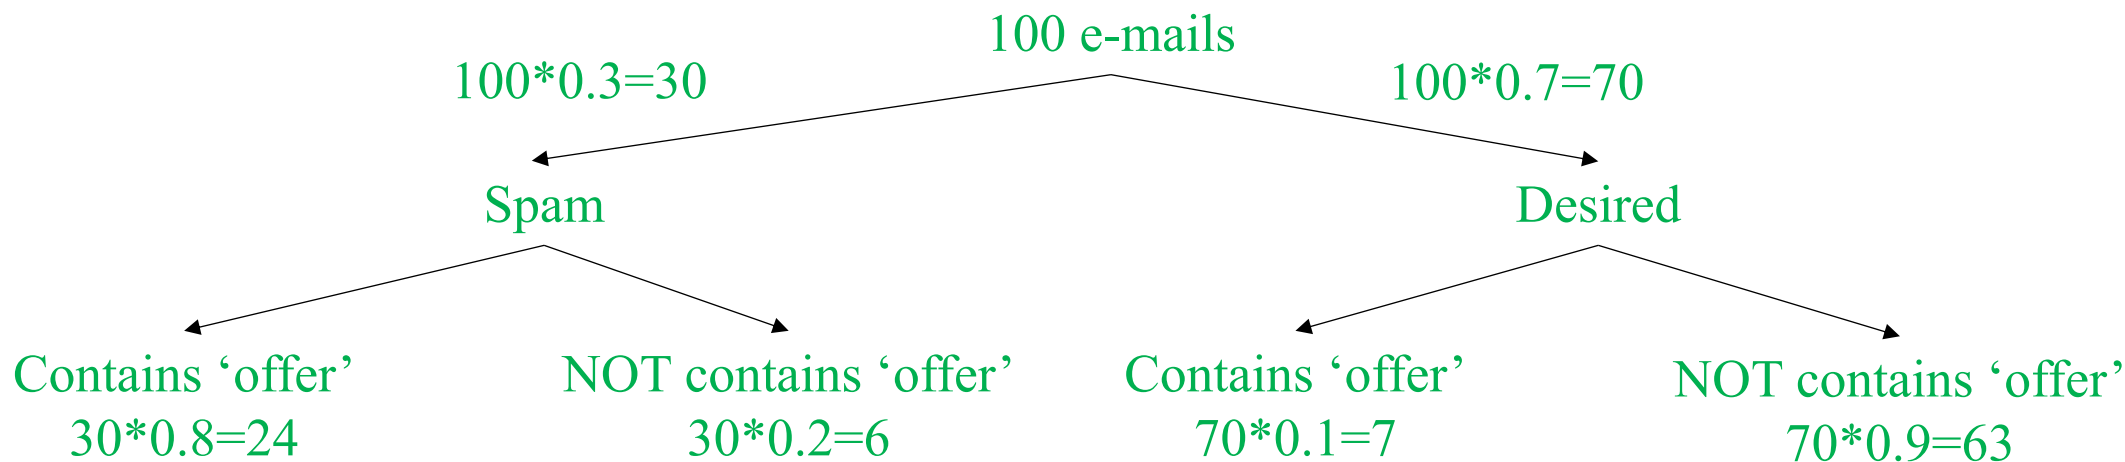 100 e-mails
100*0.3=30
100*0.7=70
Spam
Desired
Contains ‘offer’
30*0.8=24
NOT contains ‘offer’
30*0.2=6
Contains ‘offer’
70*0.1=7
NOT contains ‘offer’
70*0.9=63